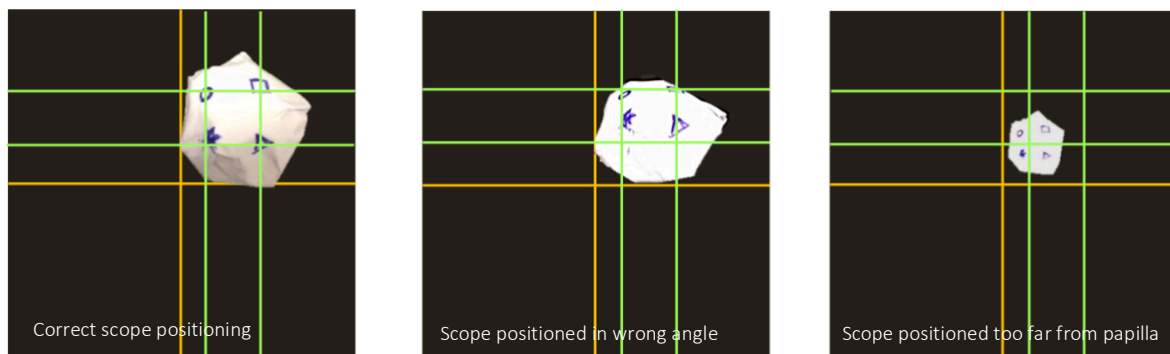 Correct scope positioning
Scope positioned in wrong angle
Scope positioned too far from papilla